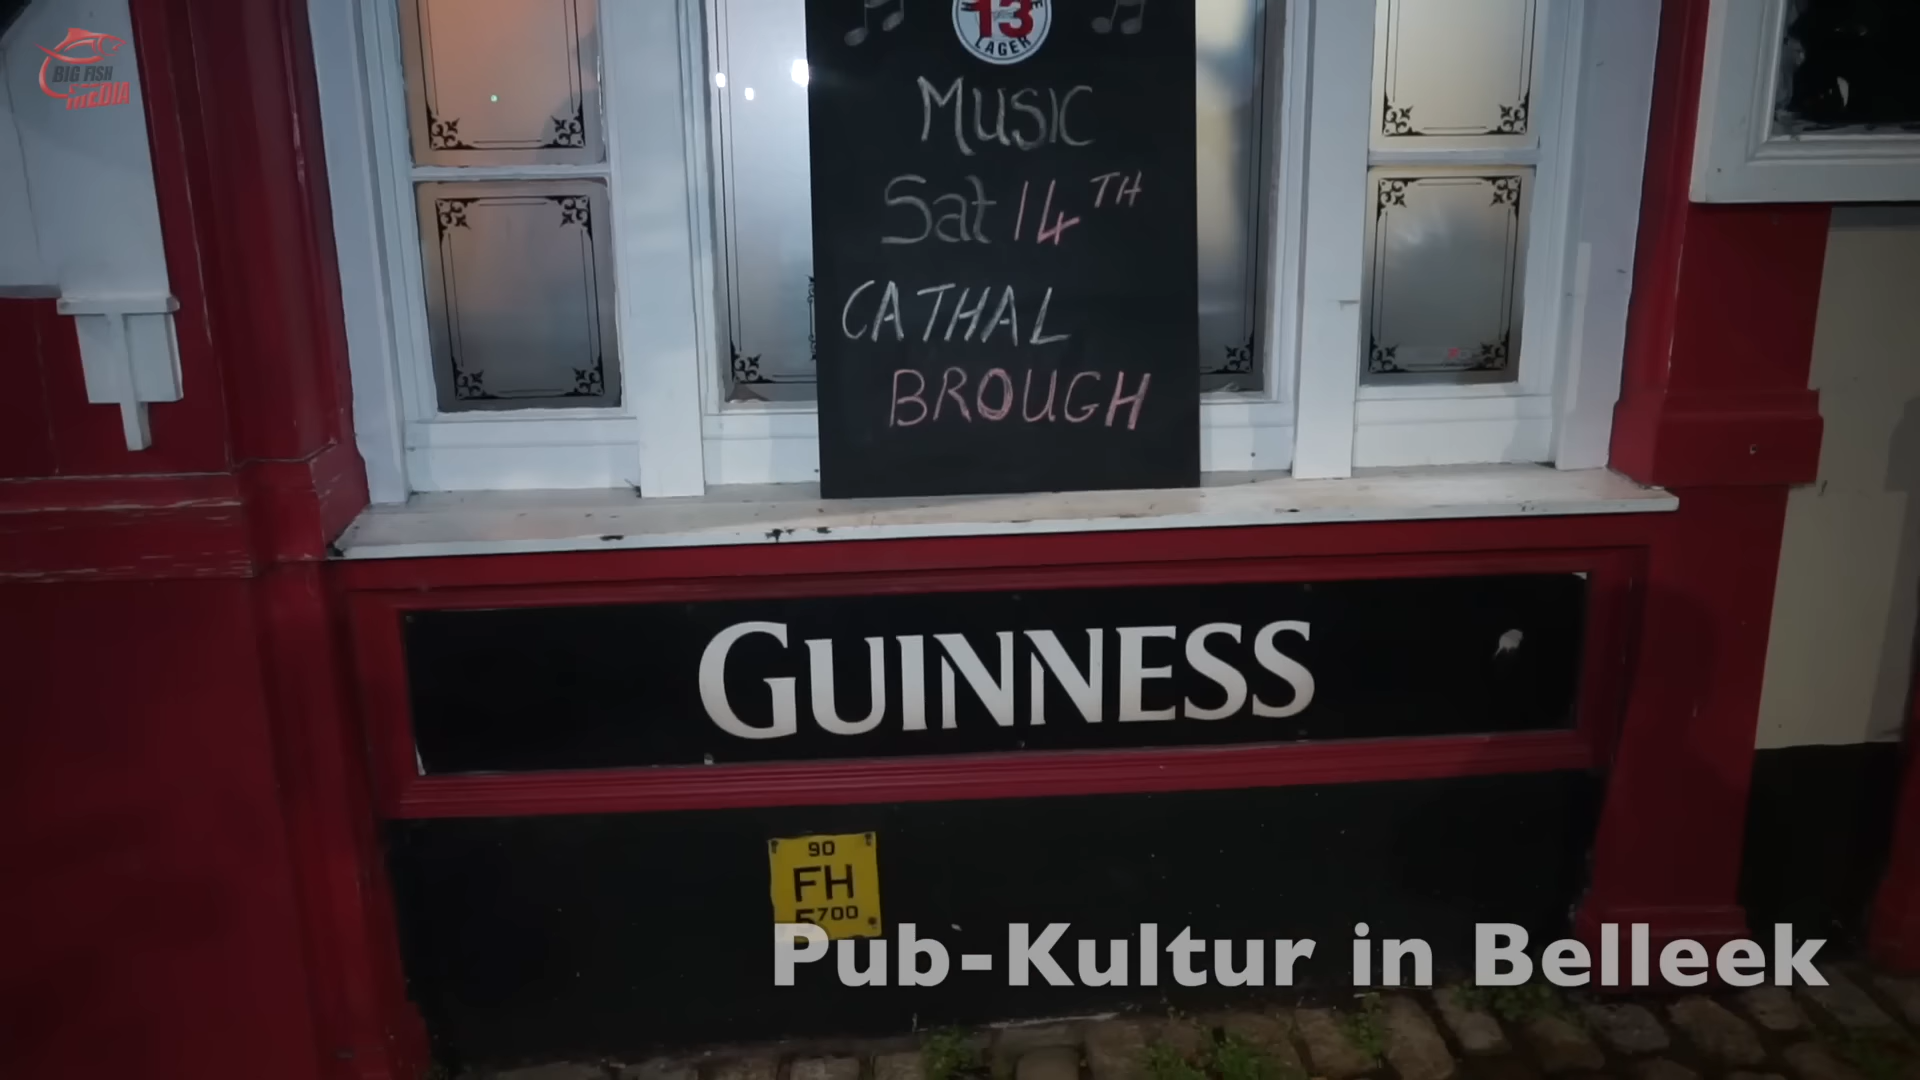 BIG FISH
MEDIA
13
LAGER
MUSIC
Sat 14TH
CATHAL
BROUGH
GUINNESS
90
FH
5700
Pub-Kultur in Belleek